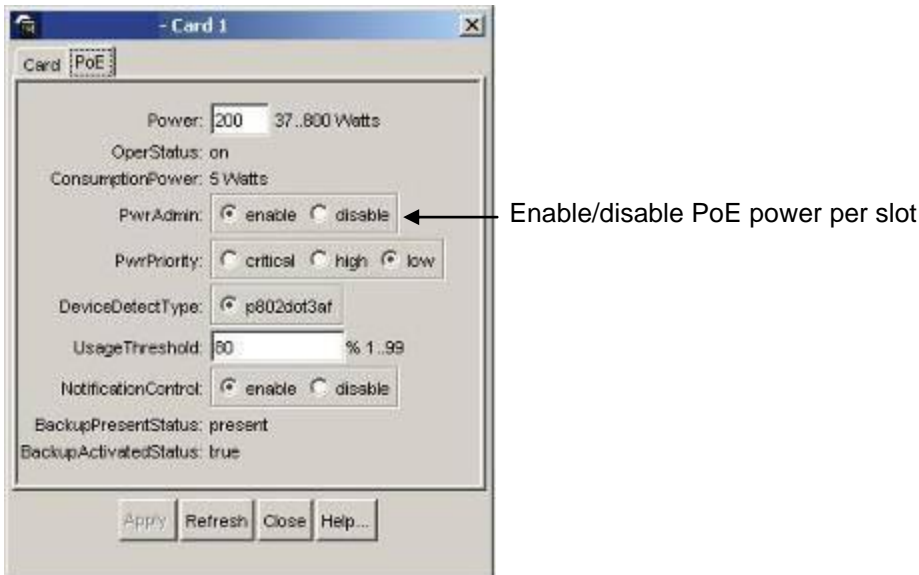 - Card 1
Card PoE
Power: 200 37..800 Watts
OperStatus: on
ConsumptionPower: 5 Watts
PwrAdmin: enable disable
Enable/disable PoE power per slot
PwrPriority: critical high low
DeviceDetectType: p802dot3af
UsageThreshold: 80 % 1..99
NotificationControl: enable disable
BackupPresentStatus: present
BackupActivatedStatus: true
Apply Refresh Close Help...